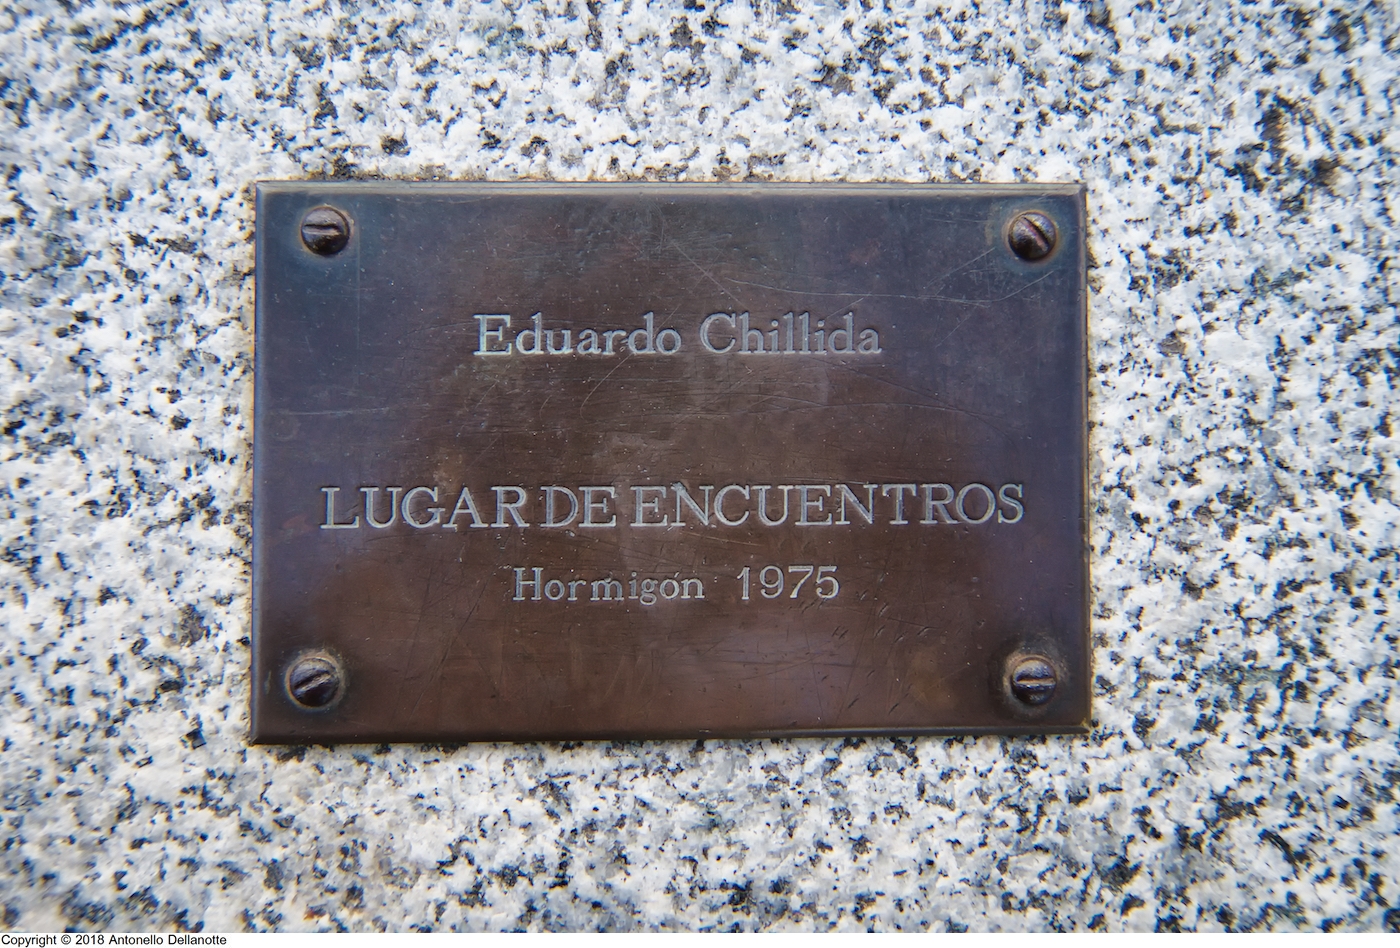 Eduardo Chillida
LUGAR DE ENCUENTROS
Hormigón 1975
Copyright © 2018 Antonello Dellanotte